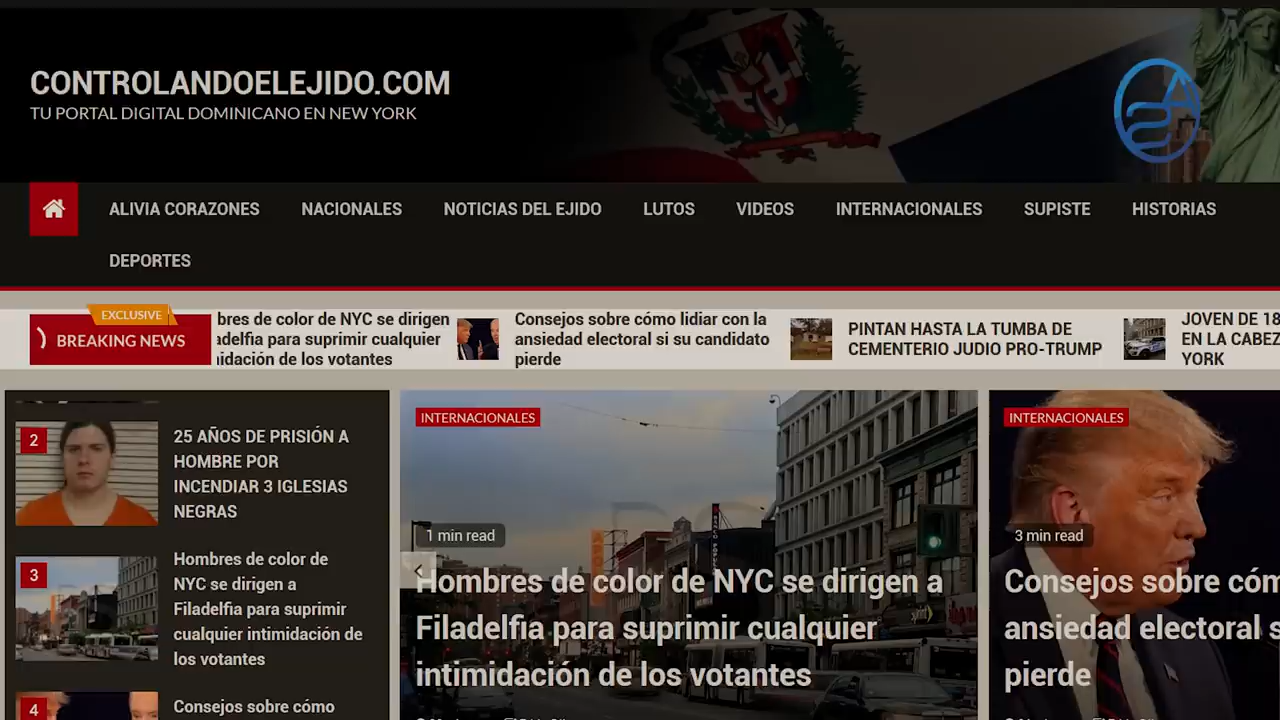 CONTROLANDOELEJIDO.COM
TU PORTAL DIGITAL DOMINICANO EN NEW YORK
ALIVIA CORAZONES NACIONALES NOTICIAS DEL EJIDO LUTOS VIDEOS INTERNACIONALES SUPISTE HISTORIAS
DEPORTES
EXCLUSIVE
BREAKING NEWS
bres de color de NYC se dirigen
adelfia para suprimir cualquier
idación de los votantes
Consejos sobre cómo lidiar con la
ansiedad electoral si su candidato
pierde
PINTAN HASTA LA TUMBA DE
CEMENTERIO JUDIO PRO-TRUMP
JOVEN DE 18
EN LA CABEZ
YORK
2
25 AÑOS DE PRISIÓN A
HOMBRE POR
INCENDIAR 3 IGLESIAS
NEGRAS
3
Hombres de color de
NYC se dirigen a
Filadelfia para suprimir
cualquier intimidación de
los votantes
4
Consejos sobre cómo
INTERNACIONALES
1 min read
Hombres de color de NYC se dirigen a
Filadelfia para suprimir cualquier
intimidación de los votantes
INTERNACIONALES
3 min read
Consejos sobre cóm
ansiedad electoral s
pierde